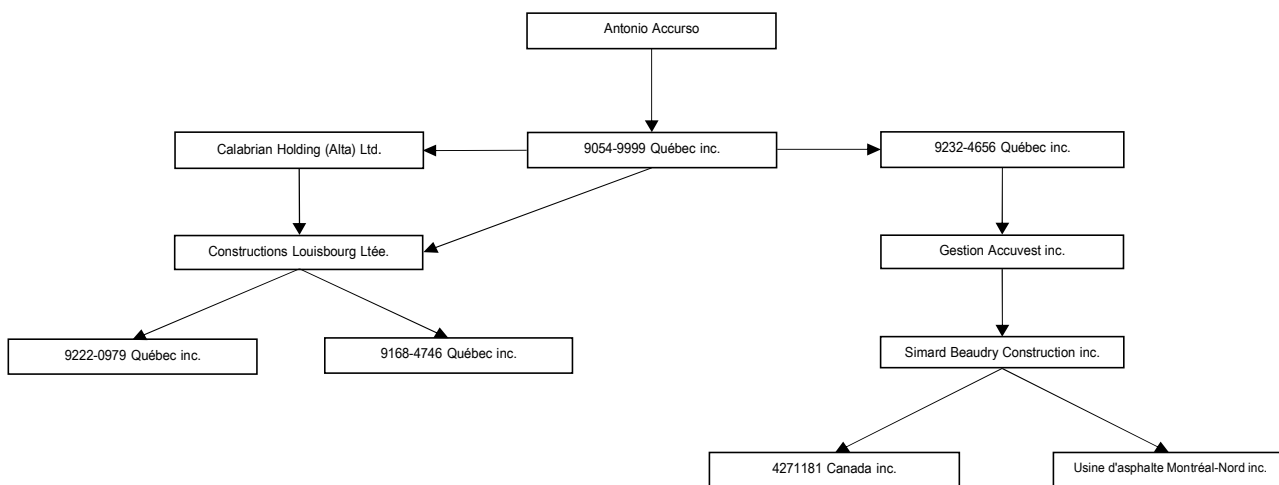 Antonio Accurso
Calabrian Holding (Alta) Ltd.
9054-9999 Québec inc.
9232-4656 Québec inc.
Constructions Louisbourg Ltée.
Gestion Accuvest inc.
9222-0979 Québec inc.
9168-4746 Québec inc.
Simard Beaudry Construction inc.
4271181 Canada inc.
Usine d'asphalte Montréal-Nord inc.